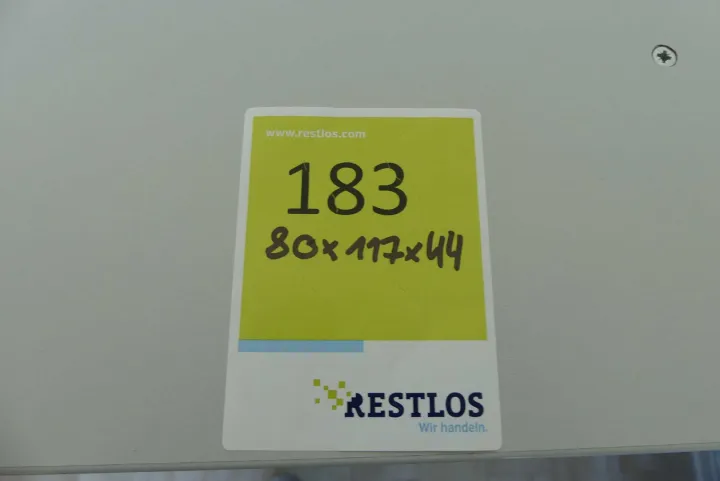 www.restlos.com
183
80x117x44
RESTLOS
Wir handeln.